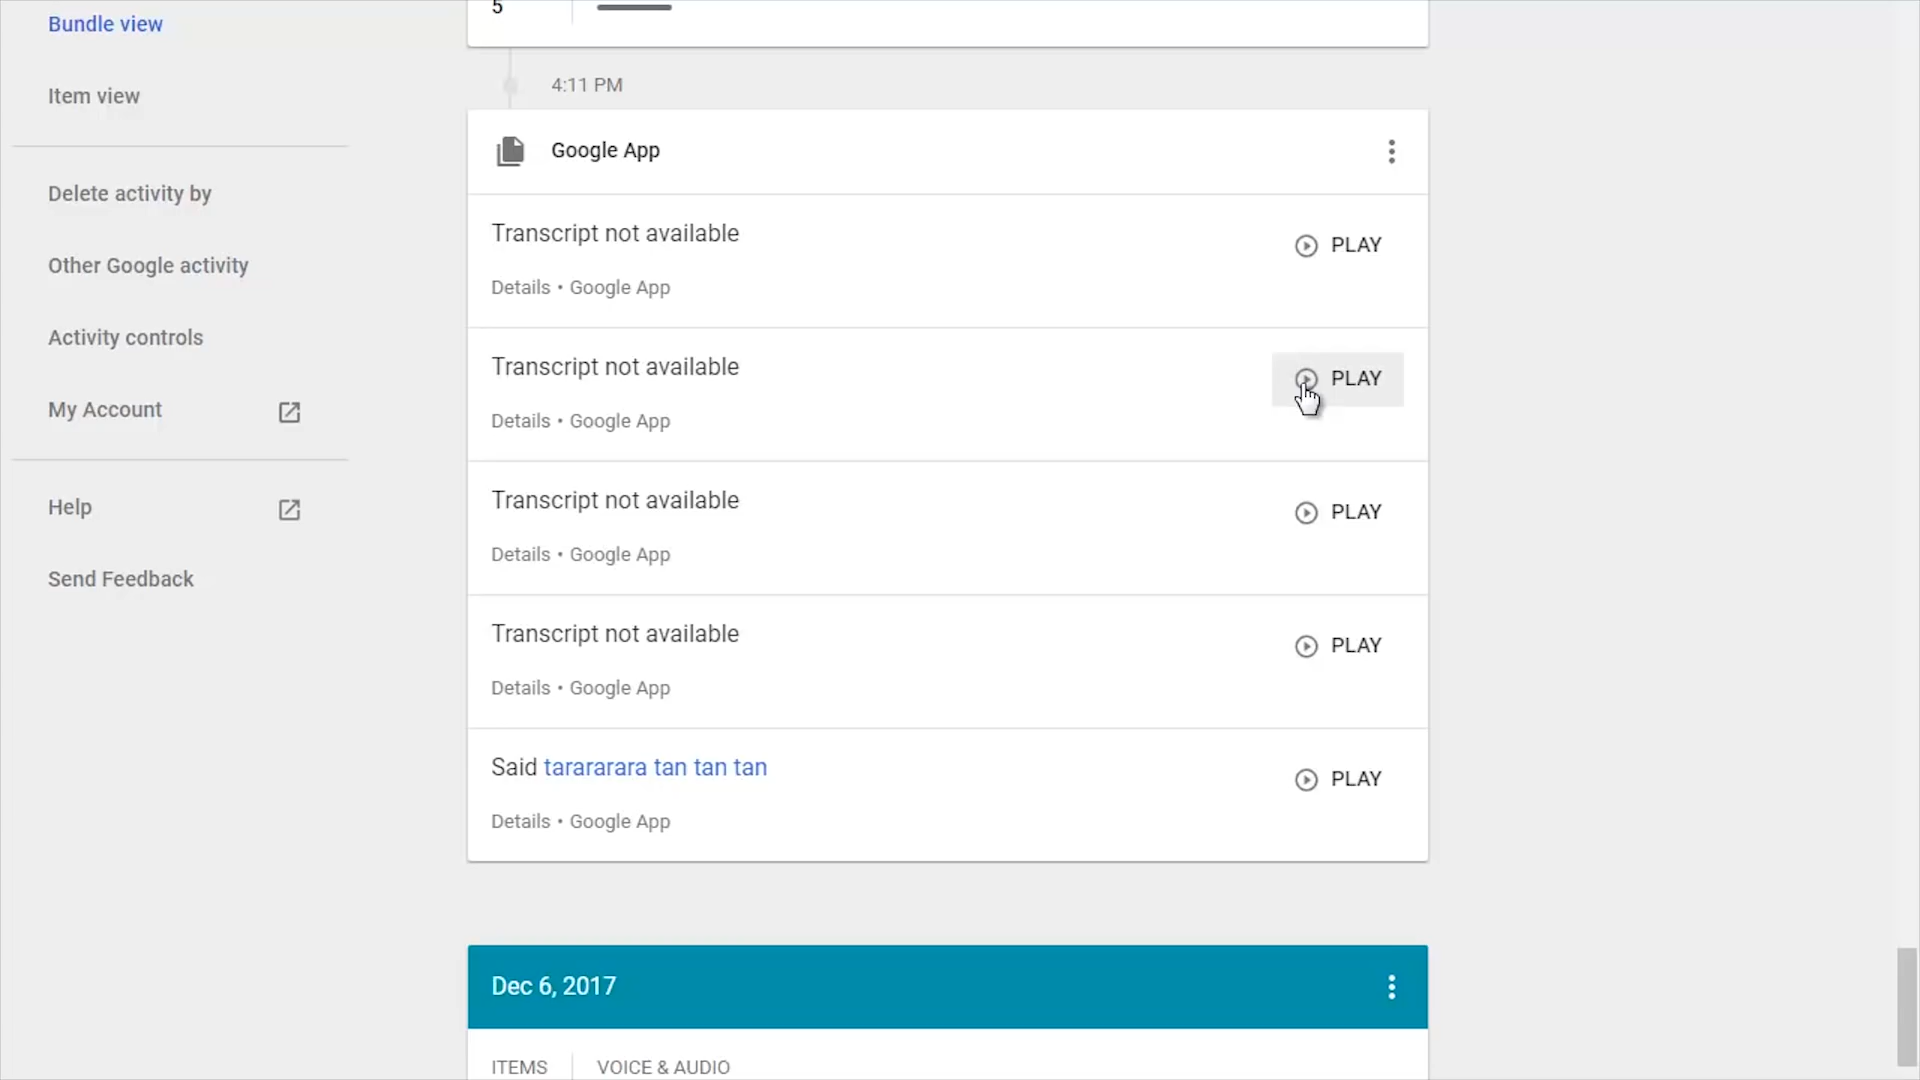 Bundle view
Item view
Delete activity by
Other Google activity
Activity controls
My Account
Help
Send Feedback
5
4:11 PM
Google App
Transcript not available
PLAY
Details • Google App
Transcript not available
PLAY
Details • Google App
Transcript not available
PLAY
Details • Google App
Transcript not available
PLAY
Details • Google App
Said tarararara tan tan tan
PLAY
Details • Google App
Dec 6, 2017
ITEMS
VOICE & AUDIO